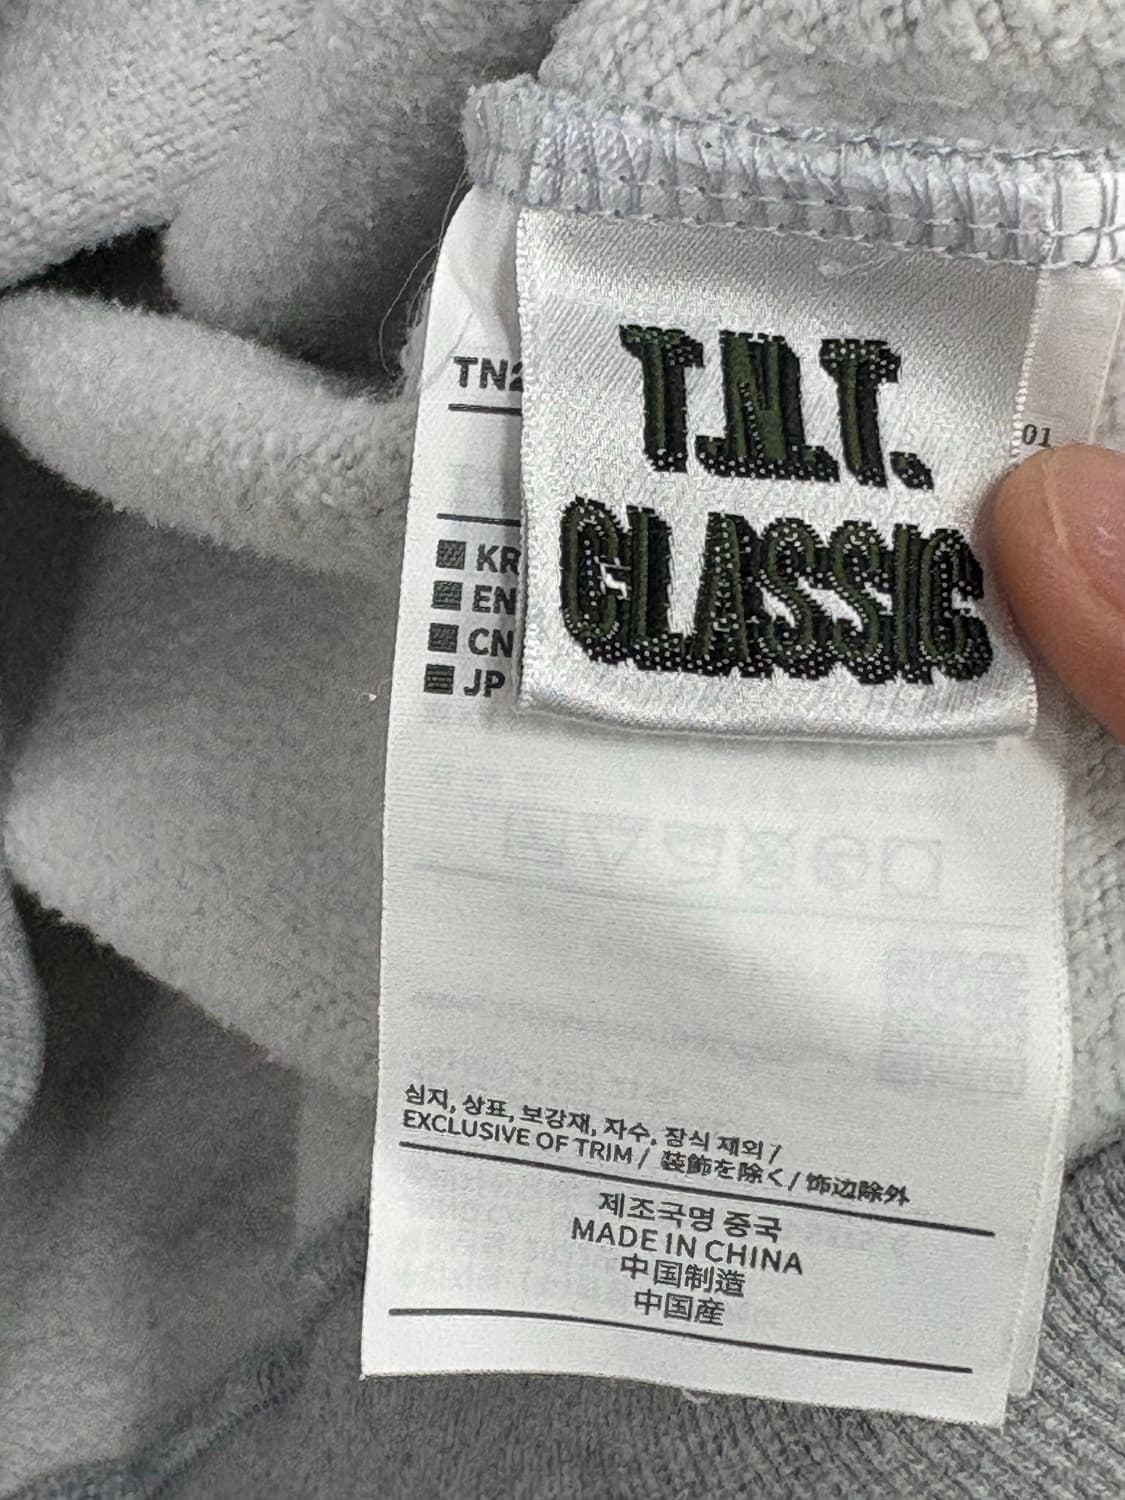 T.N.T.
CLASSIC
TN2
01
KR
EN
CN
JP
심지, 상표, 보강재, 자수, 장식 제외 /
EXCLUSIVE OF TRIM / 装飾を除く / 饰边除外
제조국명 중국
MADE IN CHINA
中国制造
中国産